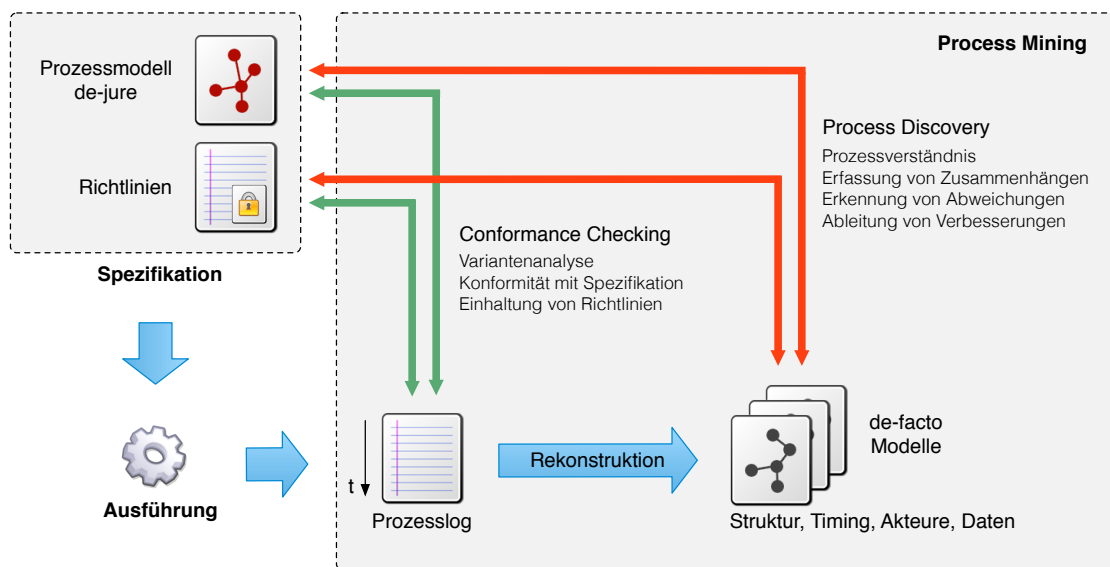 Process Mining
Prozessmodell
de-jure
Richtlinien
Spezifikation
Process Discovery
Prozessverständnis
Erfassung von Zusammenhängen
Erkennung von Abweichungen
Ableitung von Verbesserungen
Conformance Checking
Variantenanalyse
Konformität mit Spezifikation
Einhaltung von Richtlinien
Ausführung
t
Prozesslog
Rekonstruktion
de-facto
Modelle
Struktur, Timing, Akteure, Daten